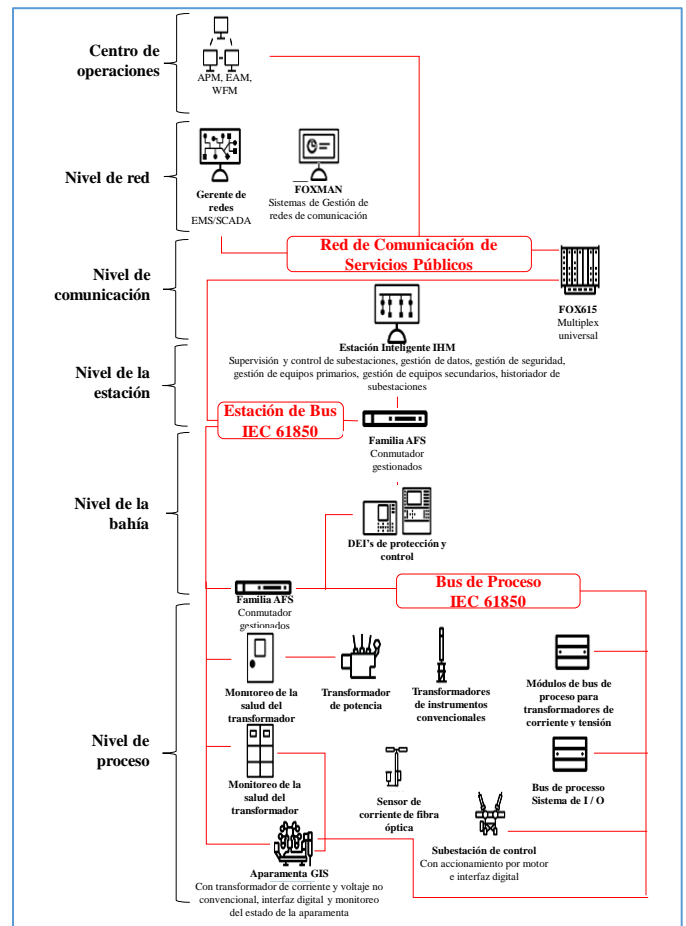 Centro de
operaciones
APM, EAM,
WFM
Nivel de red
Gerente de
redes
EMS/SCADA
FOXMAN
Sistemas de Gestión de
redes de comunicación
Red de Comunicación de
Servicios Públicos
Nivel de
comunicación
FOX615
Multiplex
universal
Estación Inteligente IHM
Supervisión y control de subestaciones, gestión de datos, gestión de seguridad,
gestión de equipos primarios, gestión de equipos secundarios, historiador de
subestaciones
Nivel de la
estación
Estación de Bus
IEC 61850
Familia AFS
Conmutador
gestionados
Nivel de la
bahía
DEI's de protección y
control
Bus de Proceso
IEC 61850
Familia AFS
Conmutador
gestionados
Monitoreo de la
salud del
transformador
Transformador
de potencia
Transformadores
de instrumentos
convencionales
Módulos de bus de
proceso para
transformadores de
corriente y tensión
Nivel de
proceso
Monitoreo de la
salud del
transformador
Sensor de
corriente de fibra
óptica
Bus de processo
Sistema de I / O
Subestación de control
Con accionamiento por motor
e interfaz digital
Aparamenta GIS
Con transformador de corriente y voltaje no
convencional, interfaz digital y monitoreo
del estado de la aparamenta